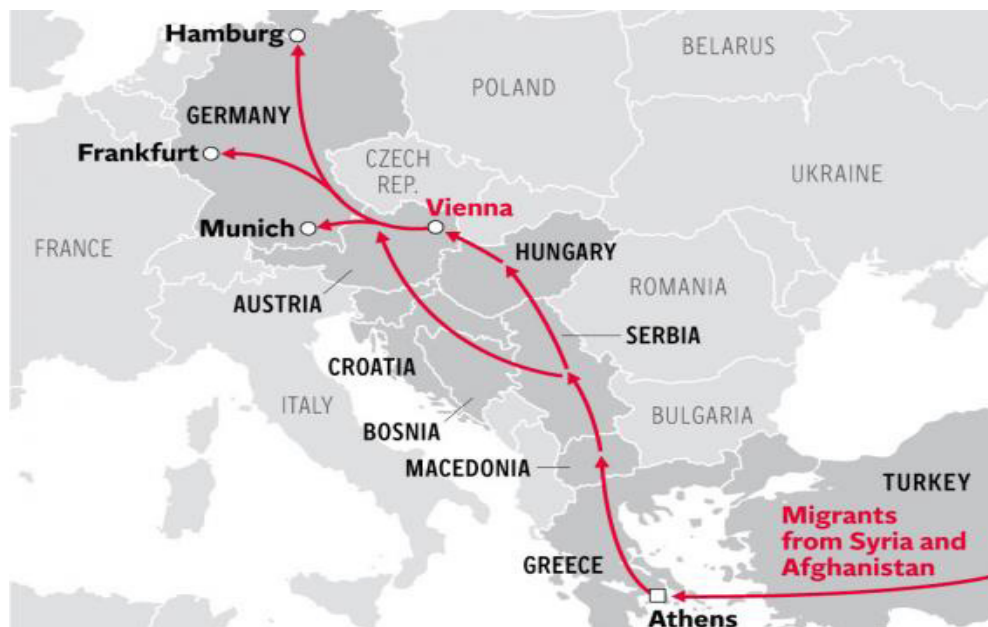 Hamburg
BELARUS
POLAND
GERMANY
Frankfurt
CZECH
REP.
UKRAINE
Vienna
Munich
FRANCE
HUNGARY
ROMANIA
AUSTRIA
SERBIA
CROATIA
ITALY
BULGARIA
BOSNIA
MACEDONIA
TURKEY
Migrants
from Syria and
Afghanistan
GREECE
Athens